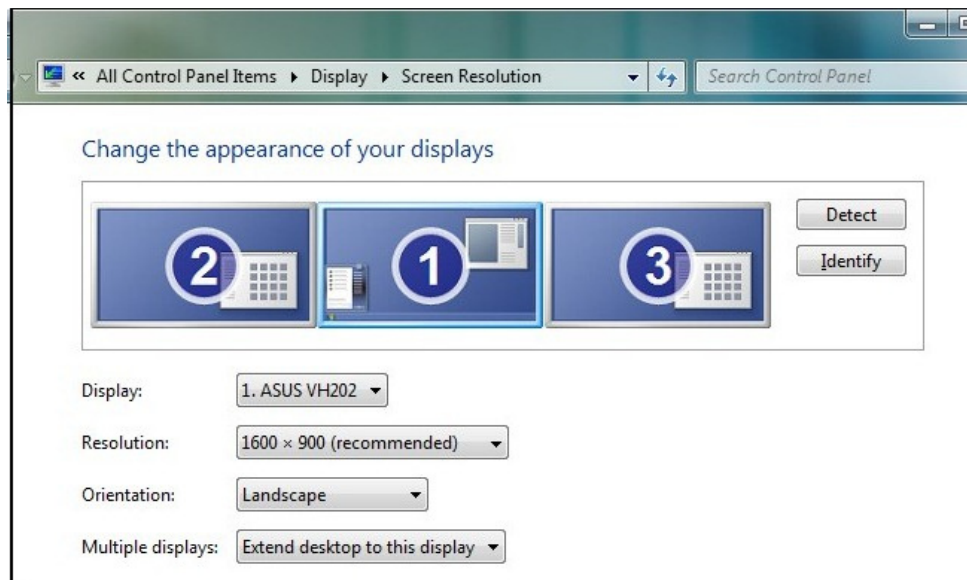 « All Control Panel Items ▸ Display ▸ Screen Resolution
Search Control Panel
Change the appearance of your displays
2
1
3
Detect
Identify
Display:
1. ASUS VH202
Resolution:
1600 × 900 (recommended)
Orientation:
Landscape
Multiple displays:
Extend desktop to this display